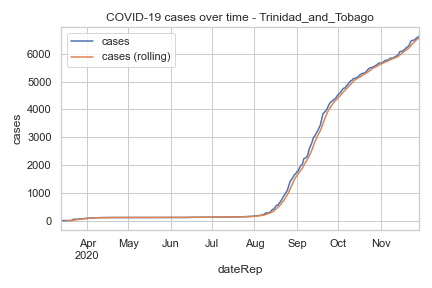 COVID-19 cases over time - Trinidad_and_Tobago
cases
cases (rolling)
cases
6000
5000
4000
3000
2000
1000
0
Apr May Jun Jul Aug Sep Oct Nov
2020
dateRep